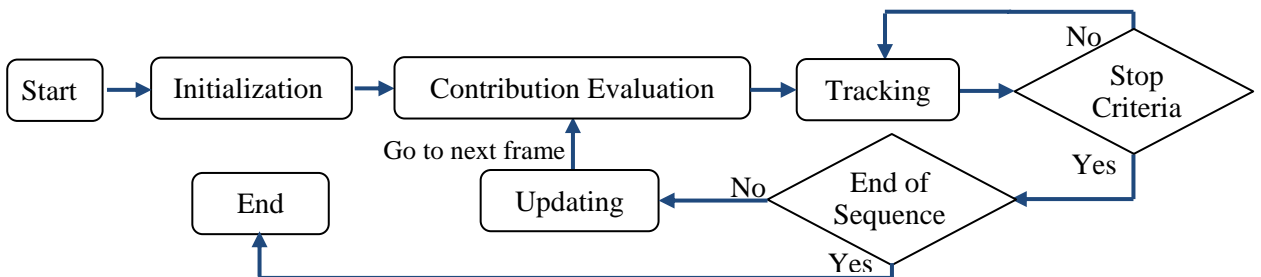 No
Start
Initialization
Contribution Evaluation
Tracking
Stop
Criteria
Go to next frame
Yes
End
Updating
No
End of
Sequence
Yes